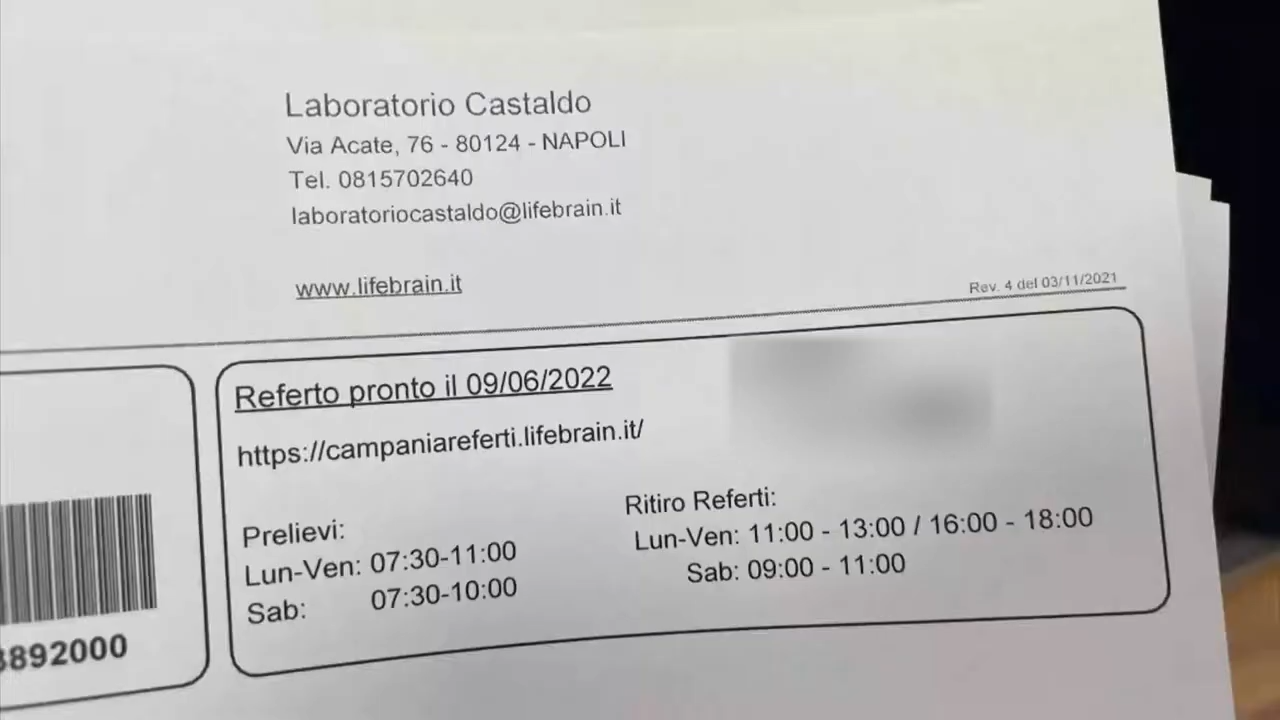 Laboratorio Castaldo
Via Acate, 76 - 80124 - NAPOLI
Tel. 0815702640
laboratoriocastaldo@lifebrain.it
www.lifebrain.it
Rev. 4 del 03/11/2021
Referto pronto il 09/06/2022
https://campaniareferti.lifebrain.it/
Prelievi:
Lun-Ven: 07:30-11:00
Sab: 07:30-10:00
Ritiro Referti:
Lun-Ven: 11:00 - 13:00 / 16:00 - 18:00
Sab: 09:00 - 11:00
892000